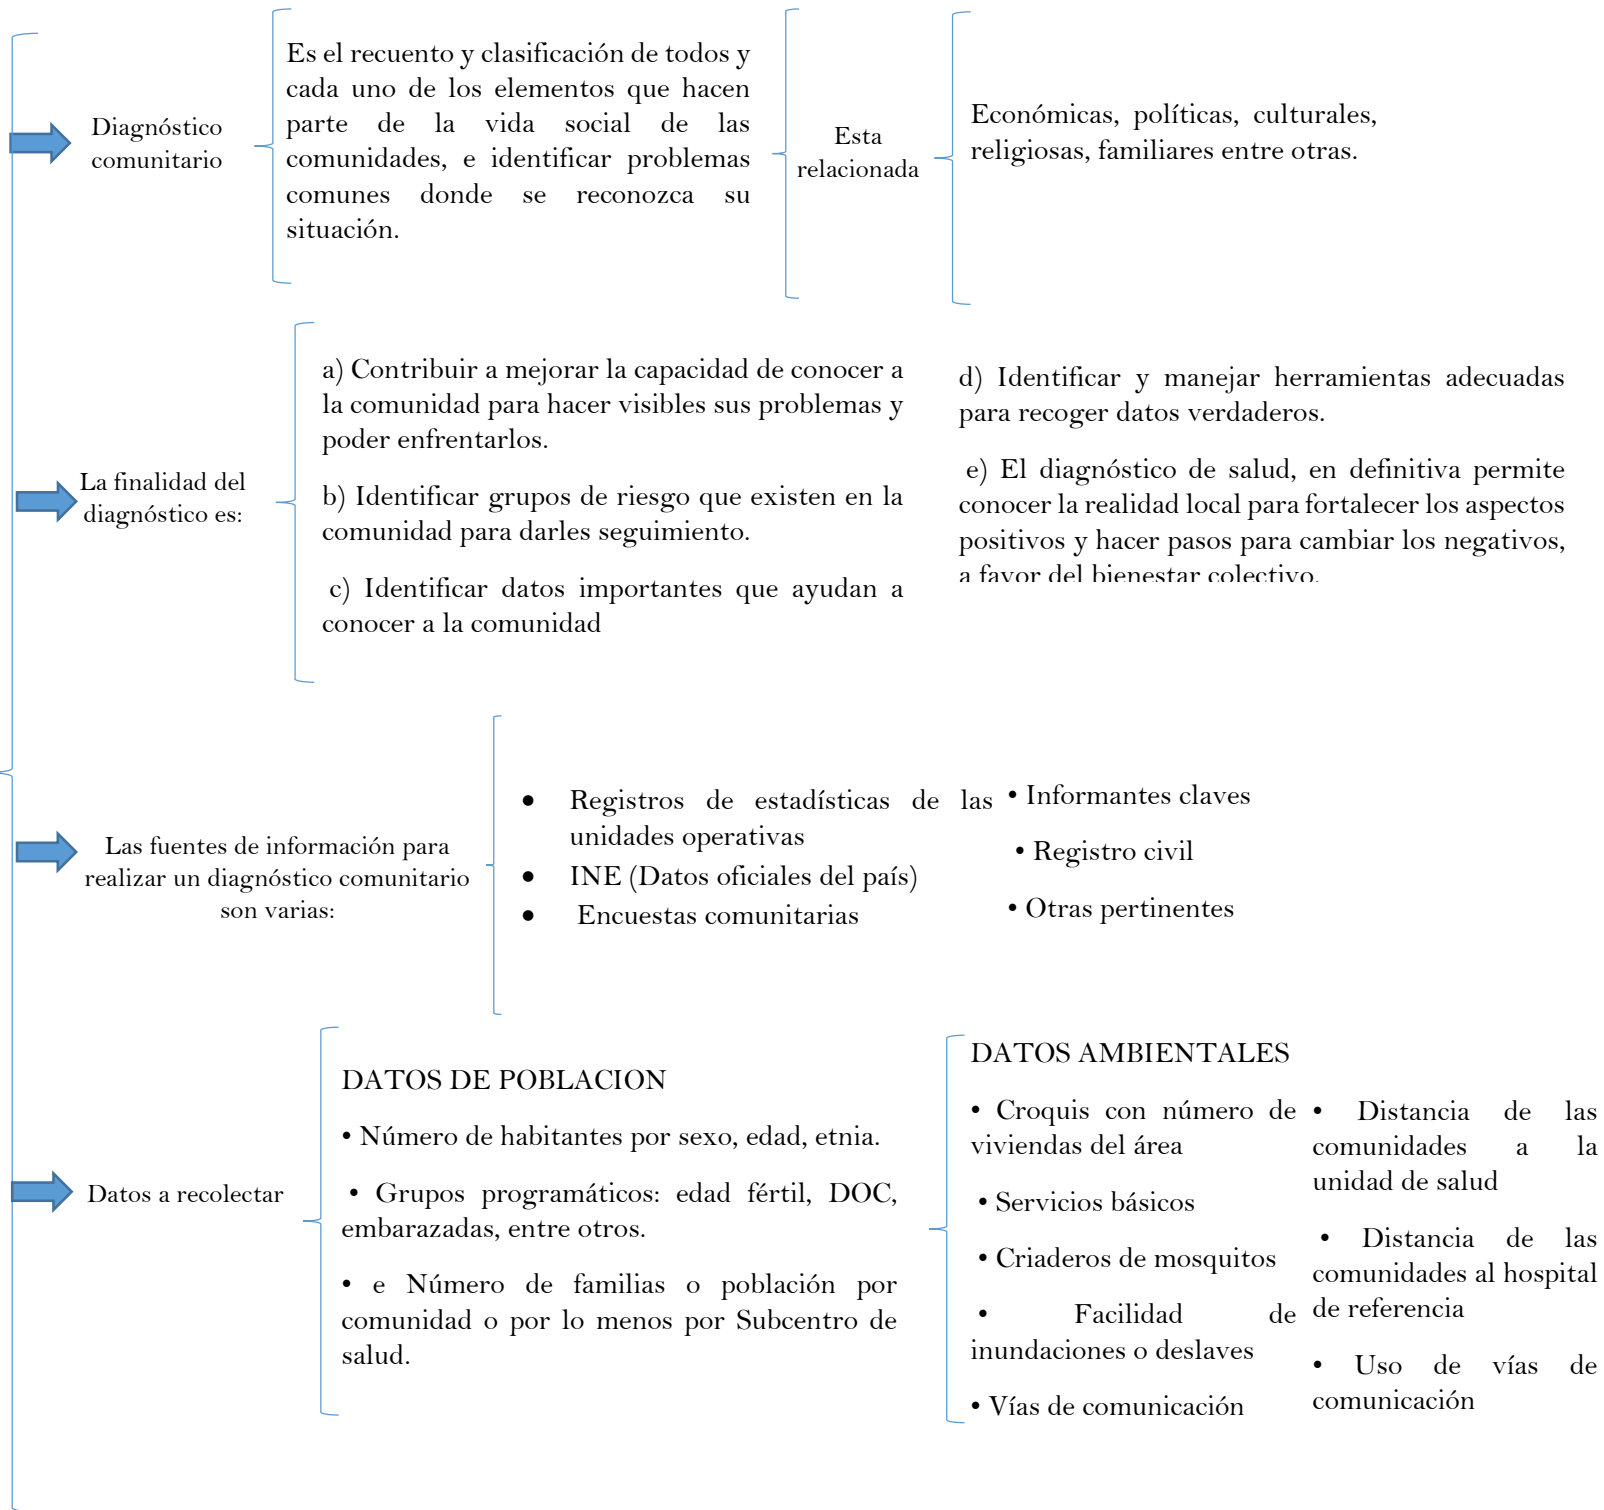 Diagnóstico
comunitario
Es el recuento y clasificación de todos y
cada uno de los elementos que hacen
parte de la vida social de las
comunidades, e identificar problemas
comunes donde se reconozca su
situación.
Esta
relacionada
Económicas, políticas, culturales,
religiosas, familiares entre otras.
La finalidad del
diagnóstico es:
a) Contribuir a mejorar la capacidad de conocer a
la comunidad para hacer visibles sus problemas y
poder enfrentarlos.
b) Identificar grupos de riesgo que existen en la
comunidad para darles seguimiento.
c) Identificar datos importantes que ayudan a
conocer a la comunidad
d) Identificar y manejar herramientas adecuadas
para recoger datos verdaderos.
e) El diagnóstico de salud, en definitiva permite
conocer la realidad local para fortalecer los aspectos
positivos y hacer pasos para cambiar los negativos,
a favor del bienestar colectivo.
Las fuentes de información para
realizar un diagnóstico comunitario
son varias:
• Registros de estadísticas de las
unidades operativas
• INE (Datos oficiales del país)
• Encuestas comunitarias
• Informantes claves
• Registro civil
• Otras pertinentes
Datos a recolectar
DATOS DE POBLACION
• Número de habitantes por sexo, edad, etnia.
• Grupos programáticos: edad fértil, DOC,
embarazadas, entre otros.
• e Número de familias o población por
comunidad o por lo menos por Subcentro de
salud.
DATOS AMBIENTALES
• Croquis con número de
viviendas del área
• Servicios básicos
• Criaderos de mosquitos
• Facilidad de
inundaciones o deslaves
• Vías de comunicación
• Distancia de las
comunidades a la
unidad de salud
• Distancia de las
comunidades al hospital
de referencia
• Uso de vías de
comunicación